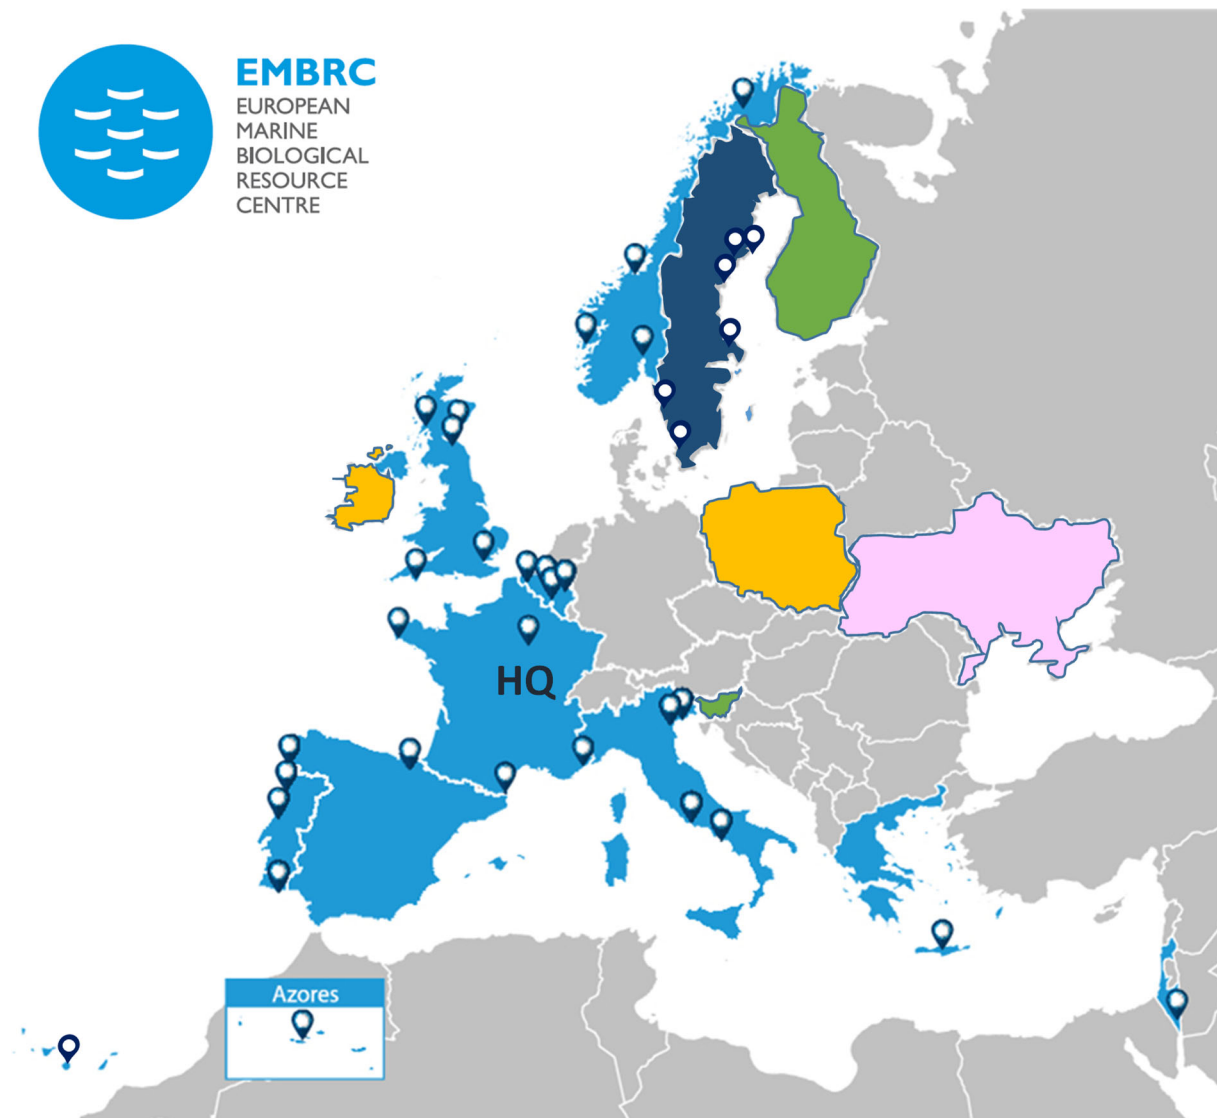 EMBRC
EUROPEAN
MARINE
BIOLOGICAL
RESOURCE
CENTRE
HQ
Azores